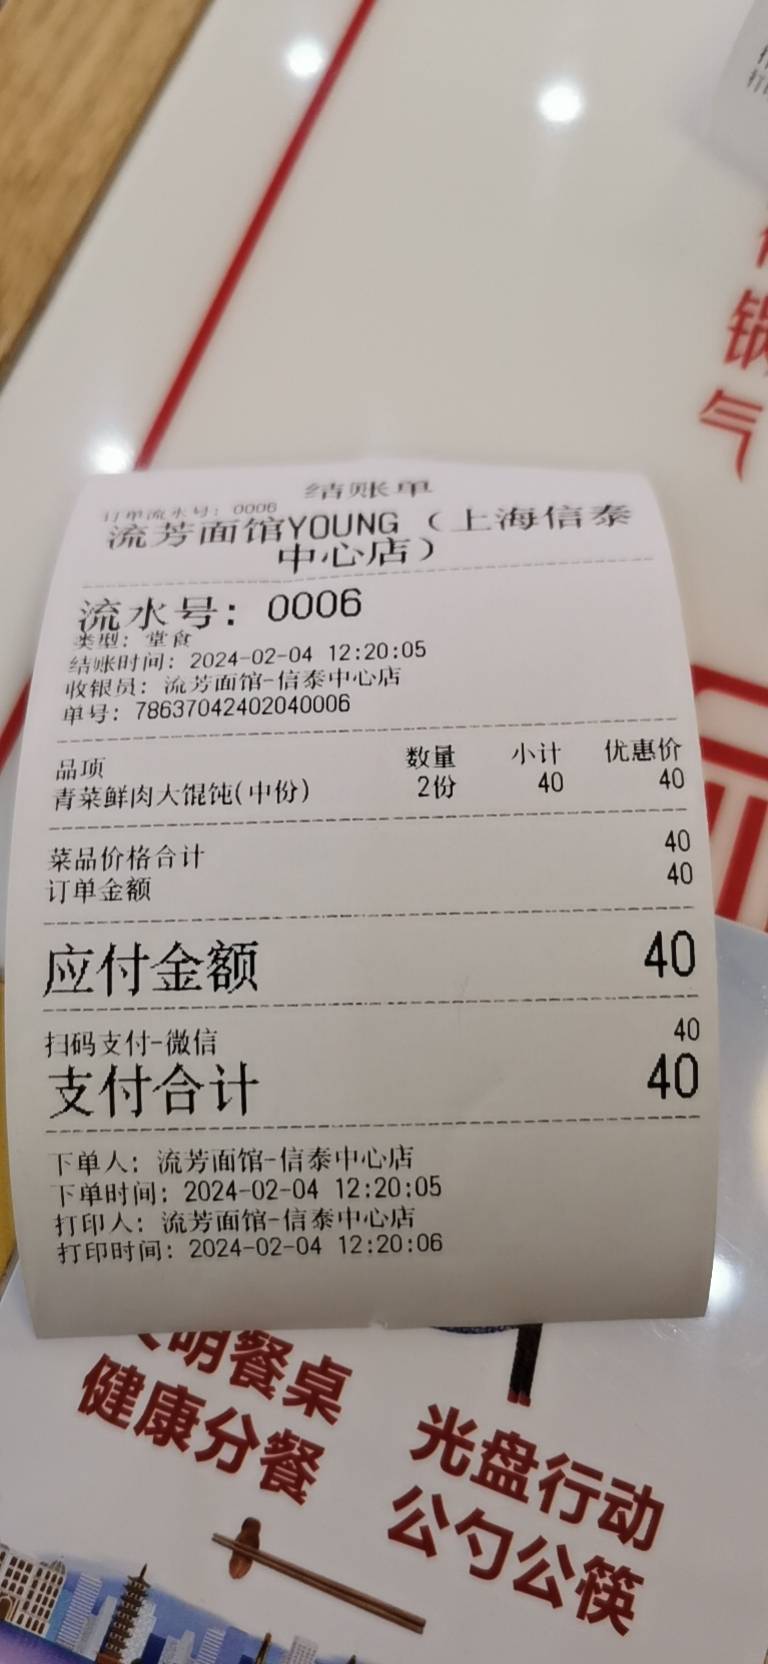 锅
气
结账单
订单流水号: 0006
流芳面馆YOUNG（上海信泰
中心店）
流水号: 0006
类型: 堂食
结账时间: 2024-02-04 12:20:05
收银员: 流芳面馆-信泰中心店
单号: 78637042402040006
品项 数量 小计 优惠价
青菜鲜肉大馄饨(中份) 2份 40 40
菜品价格合计 40
订单金额 40
应付金额 40
扫码支付-微信 40
支付合计 40
下单人: 流芳面馆-信泰中心店
下单时间: 2024-02-04 12:20:05
打印人: 流芳面馆-信泰中心店
打印时间: 2024-02-04 12:20:06
明餐桌
健康分餐
光盘行动
公勺公筷